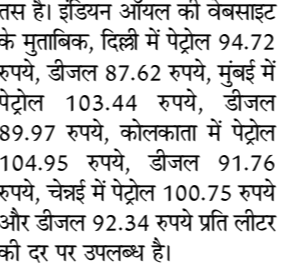 तस है। इंडियन ऑयल की वेबसाइट
के मुताबिक, दिल्ली में पेट्रोल 94.72
रुपये, डीजल 87.62 रुपये, मुंबई में
पेट्रोल 103.44 रुपये, डीजल
89.97 रुपये, कोलकाता में पेट्रोल
104.95 रुपये, डीजल 91.76
रुपये, चेन्नई में पेट्रोल 100.75 रुपये
और डीजल 92.34 रुपये प्रति लीटर
की दर पर उपलब्ध है।